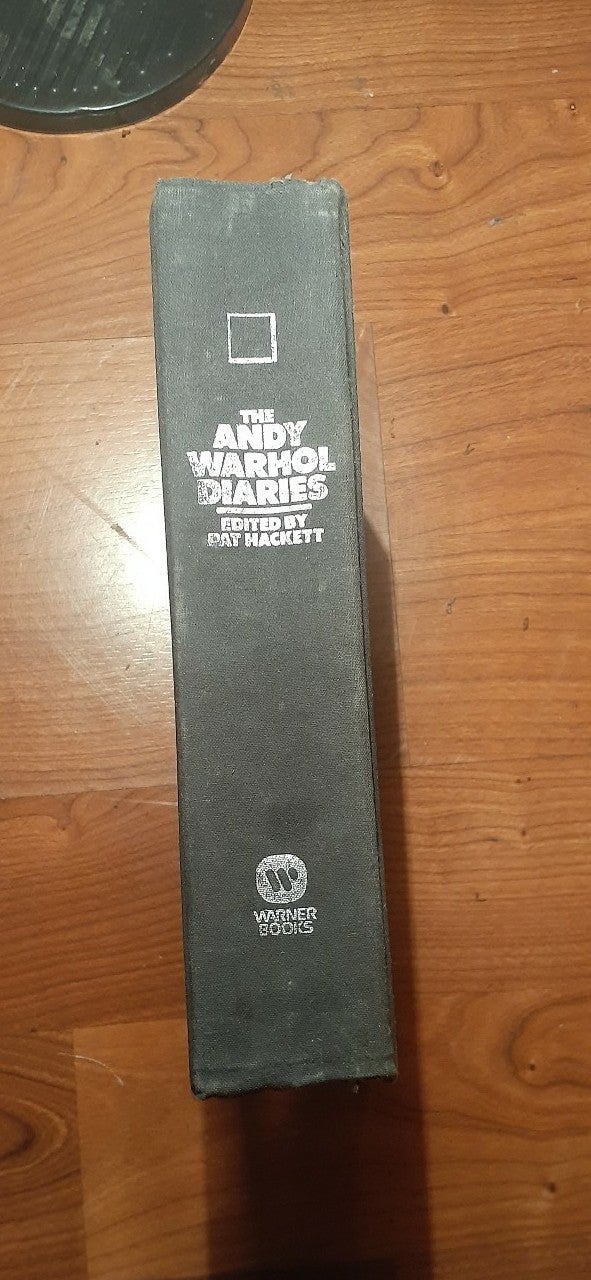 THE
ANDY
WARHOL
DIARIES
EDITED BY
PAT HACKETT
WARNER
BOOKS